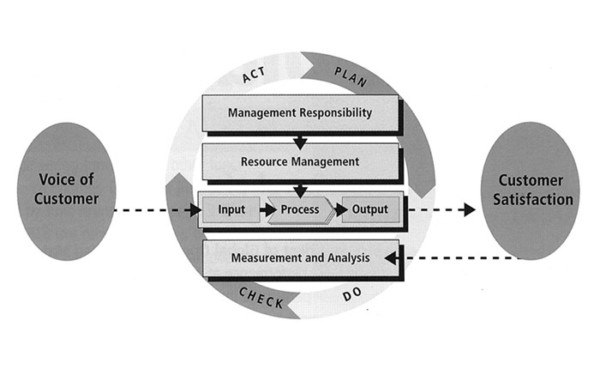 ACT
PLAN
Management Responsibility
Resource Management
Voice of
Customer
Input
Process
Output
Customer
Satisfaction
Measurement and Analysis
CHECK
DO